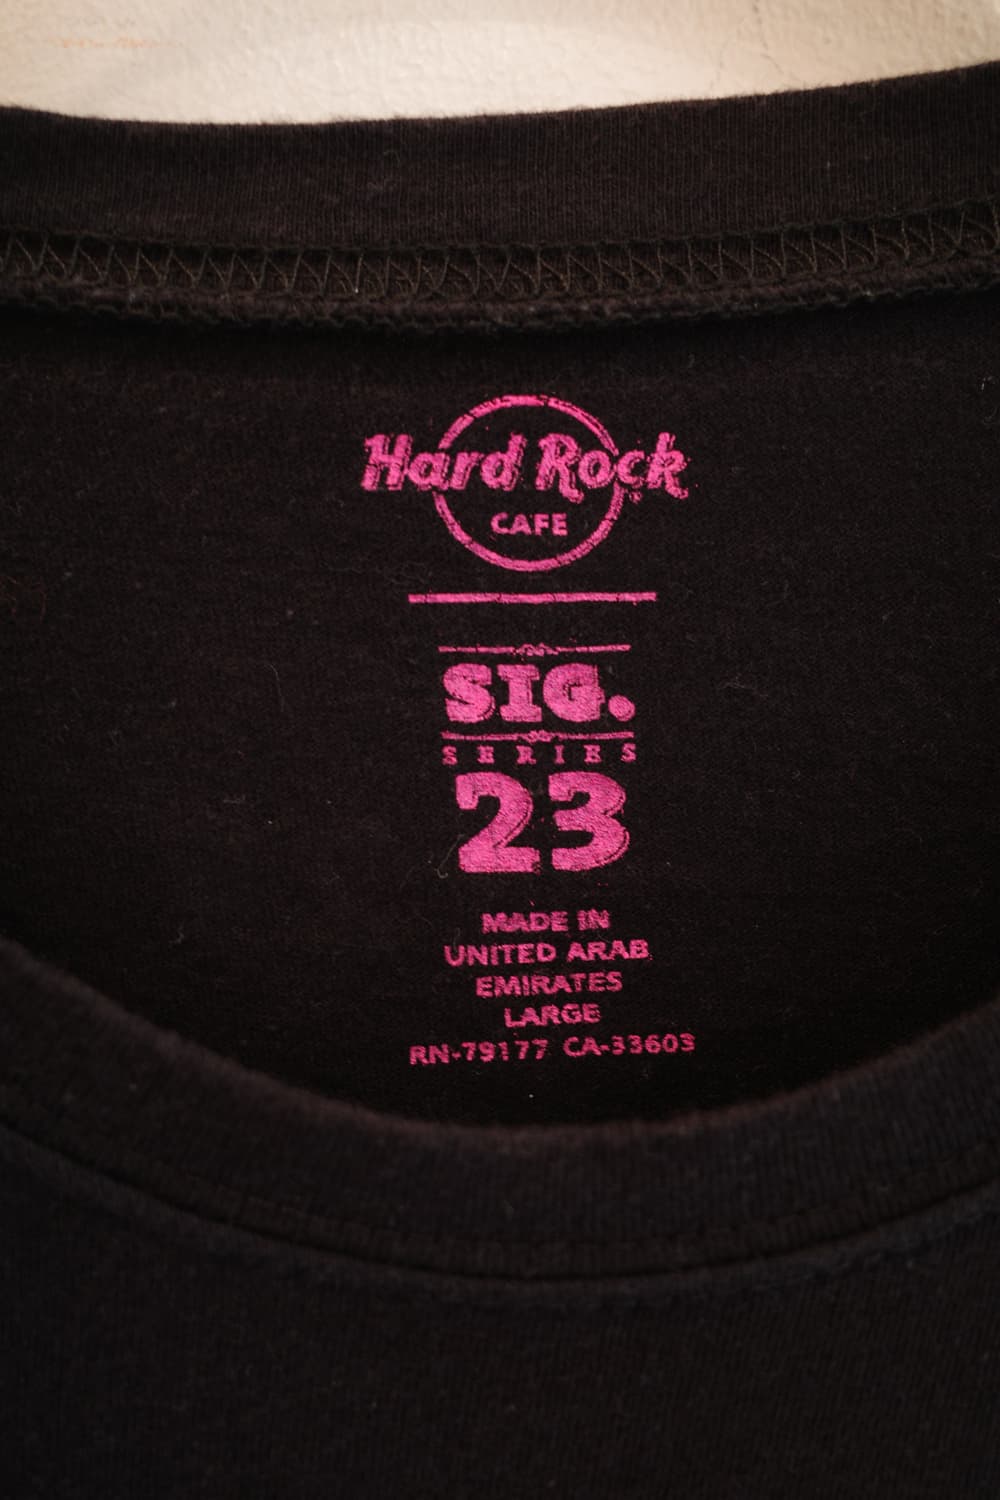 Hard Rock
CAFE
SIG.
SERIES
23
MADE IN
UNITED ARAB
EMIRATES
LARGE
RN-79177 CA-33603